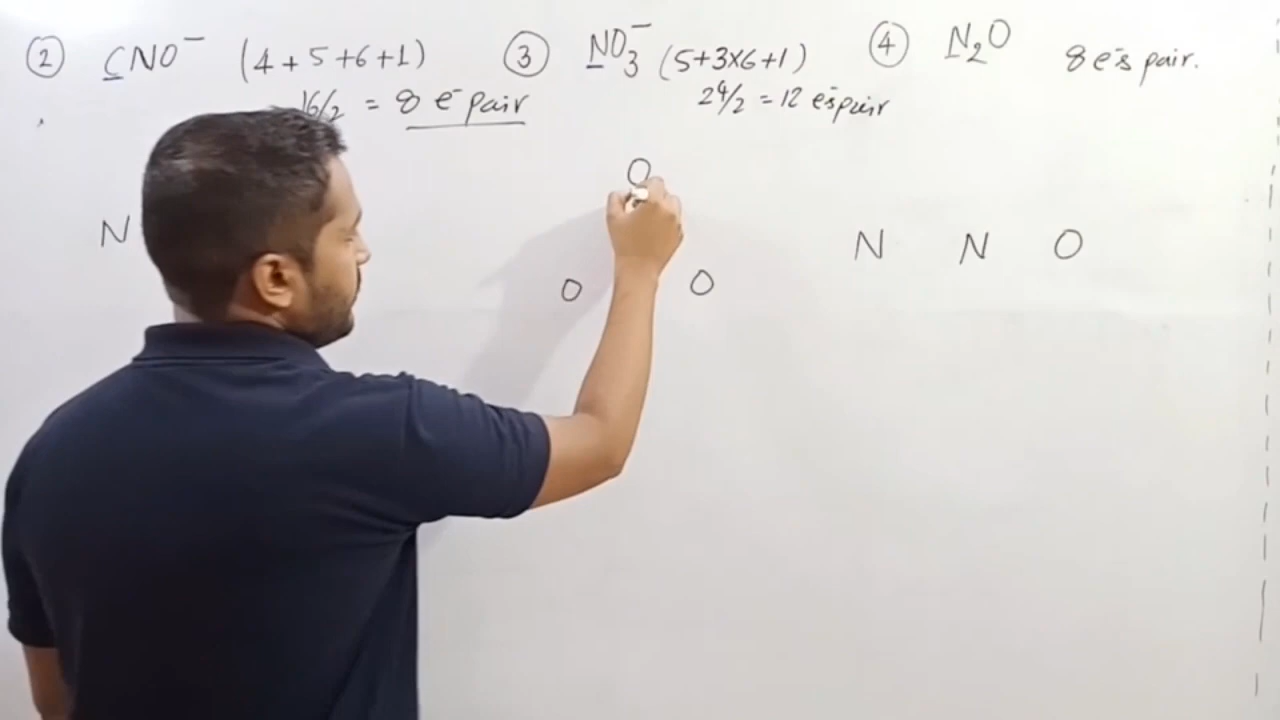 ② CNO⁻ (4+5+6+1)
16/2 = 8 e⁻ pair
③ NO₃⁻ (5+3×6+1)
24/2 = 12 e⁻s pair
④ N₂O 8 e⁻s pair.
N
O
O O
N N O